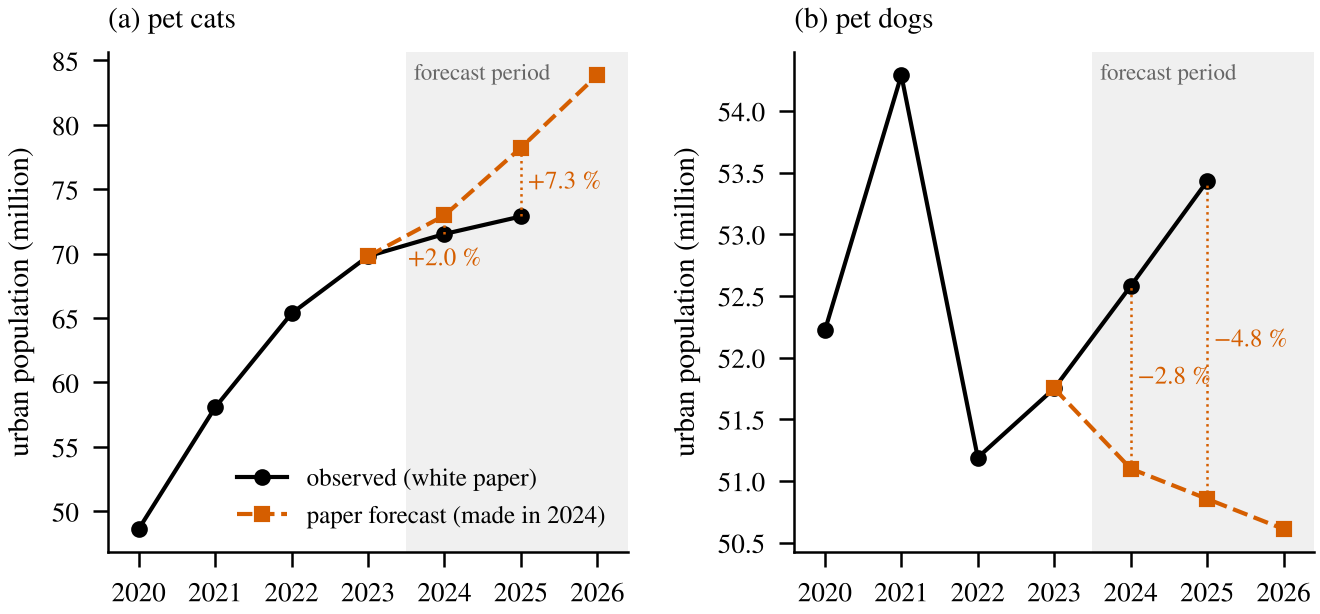 (a) pet cats
urban population (million)
85
80
75
70
65
60
55
50
forecast period
+7.3 %
+2.0 %
observed (white paper)
paper forecast (made in 2024)
2020 2021 2022 2023 2024 2025 2026
(b) pet dogs
urban population (million)
54.0
53.5
53.0
52.5
52.0
51.5
51.0
50.5
forecast period
−4.8 %
−2.8 %
2020 2021 2022 2023 2024 2025 2026